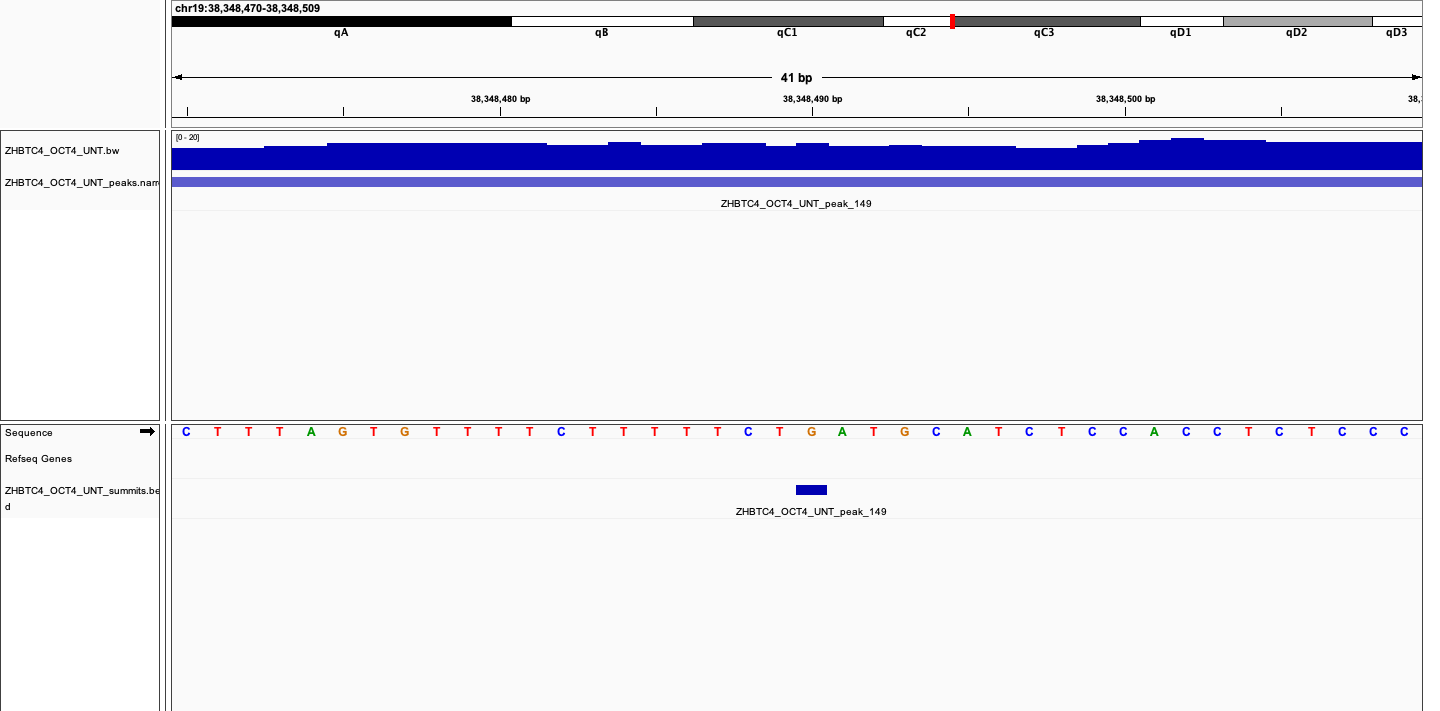 chr19:38,348,470-38,348,509
qA qB qC1 qC2 qC3 qD1 qD2 qD3
41 bp
38,348,480 bp 38,348,490 bp 38,348,500 bp 38,:
[0 - 20]
ZHBTC4_OCT4_UNT.bw
ZHBTC4_OCT4_UNT_peaks.narr
ZHBTC4_OCT4_UNT_peak_149
Sequence C T T T A G T G T T T T C T T T T T C T G A T G C A T C T C C A C C T C T C C C
Refseq Genes
ZHBTC4_OCT4_UNT_summits.be
d
ZHBTC4_OCT4_UNT_peak_149